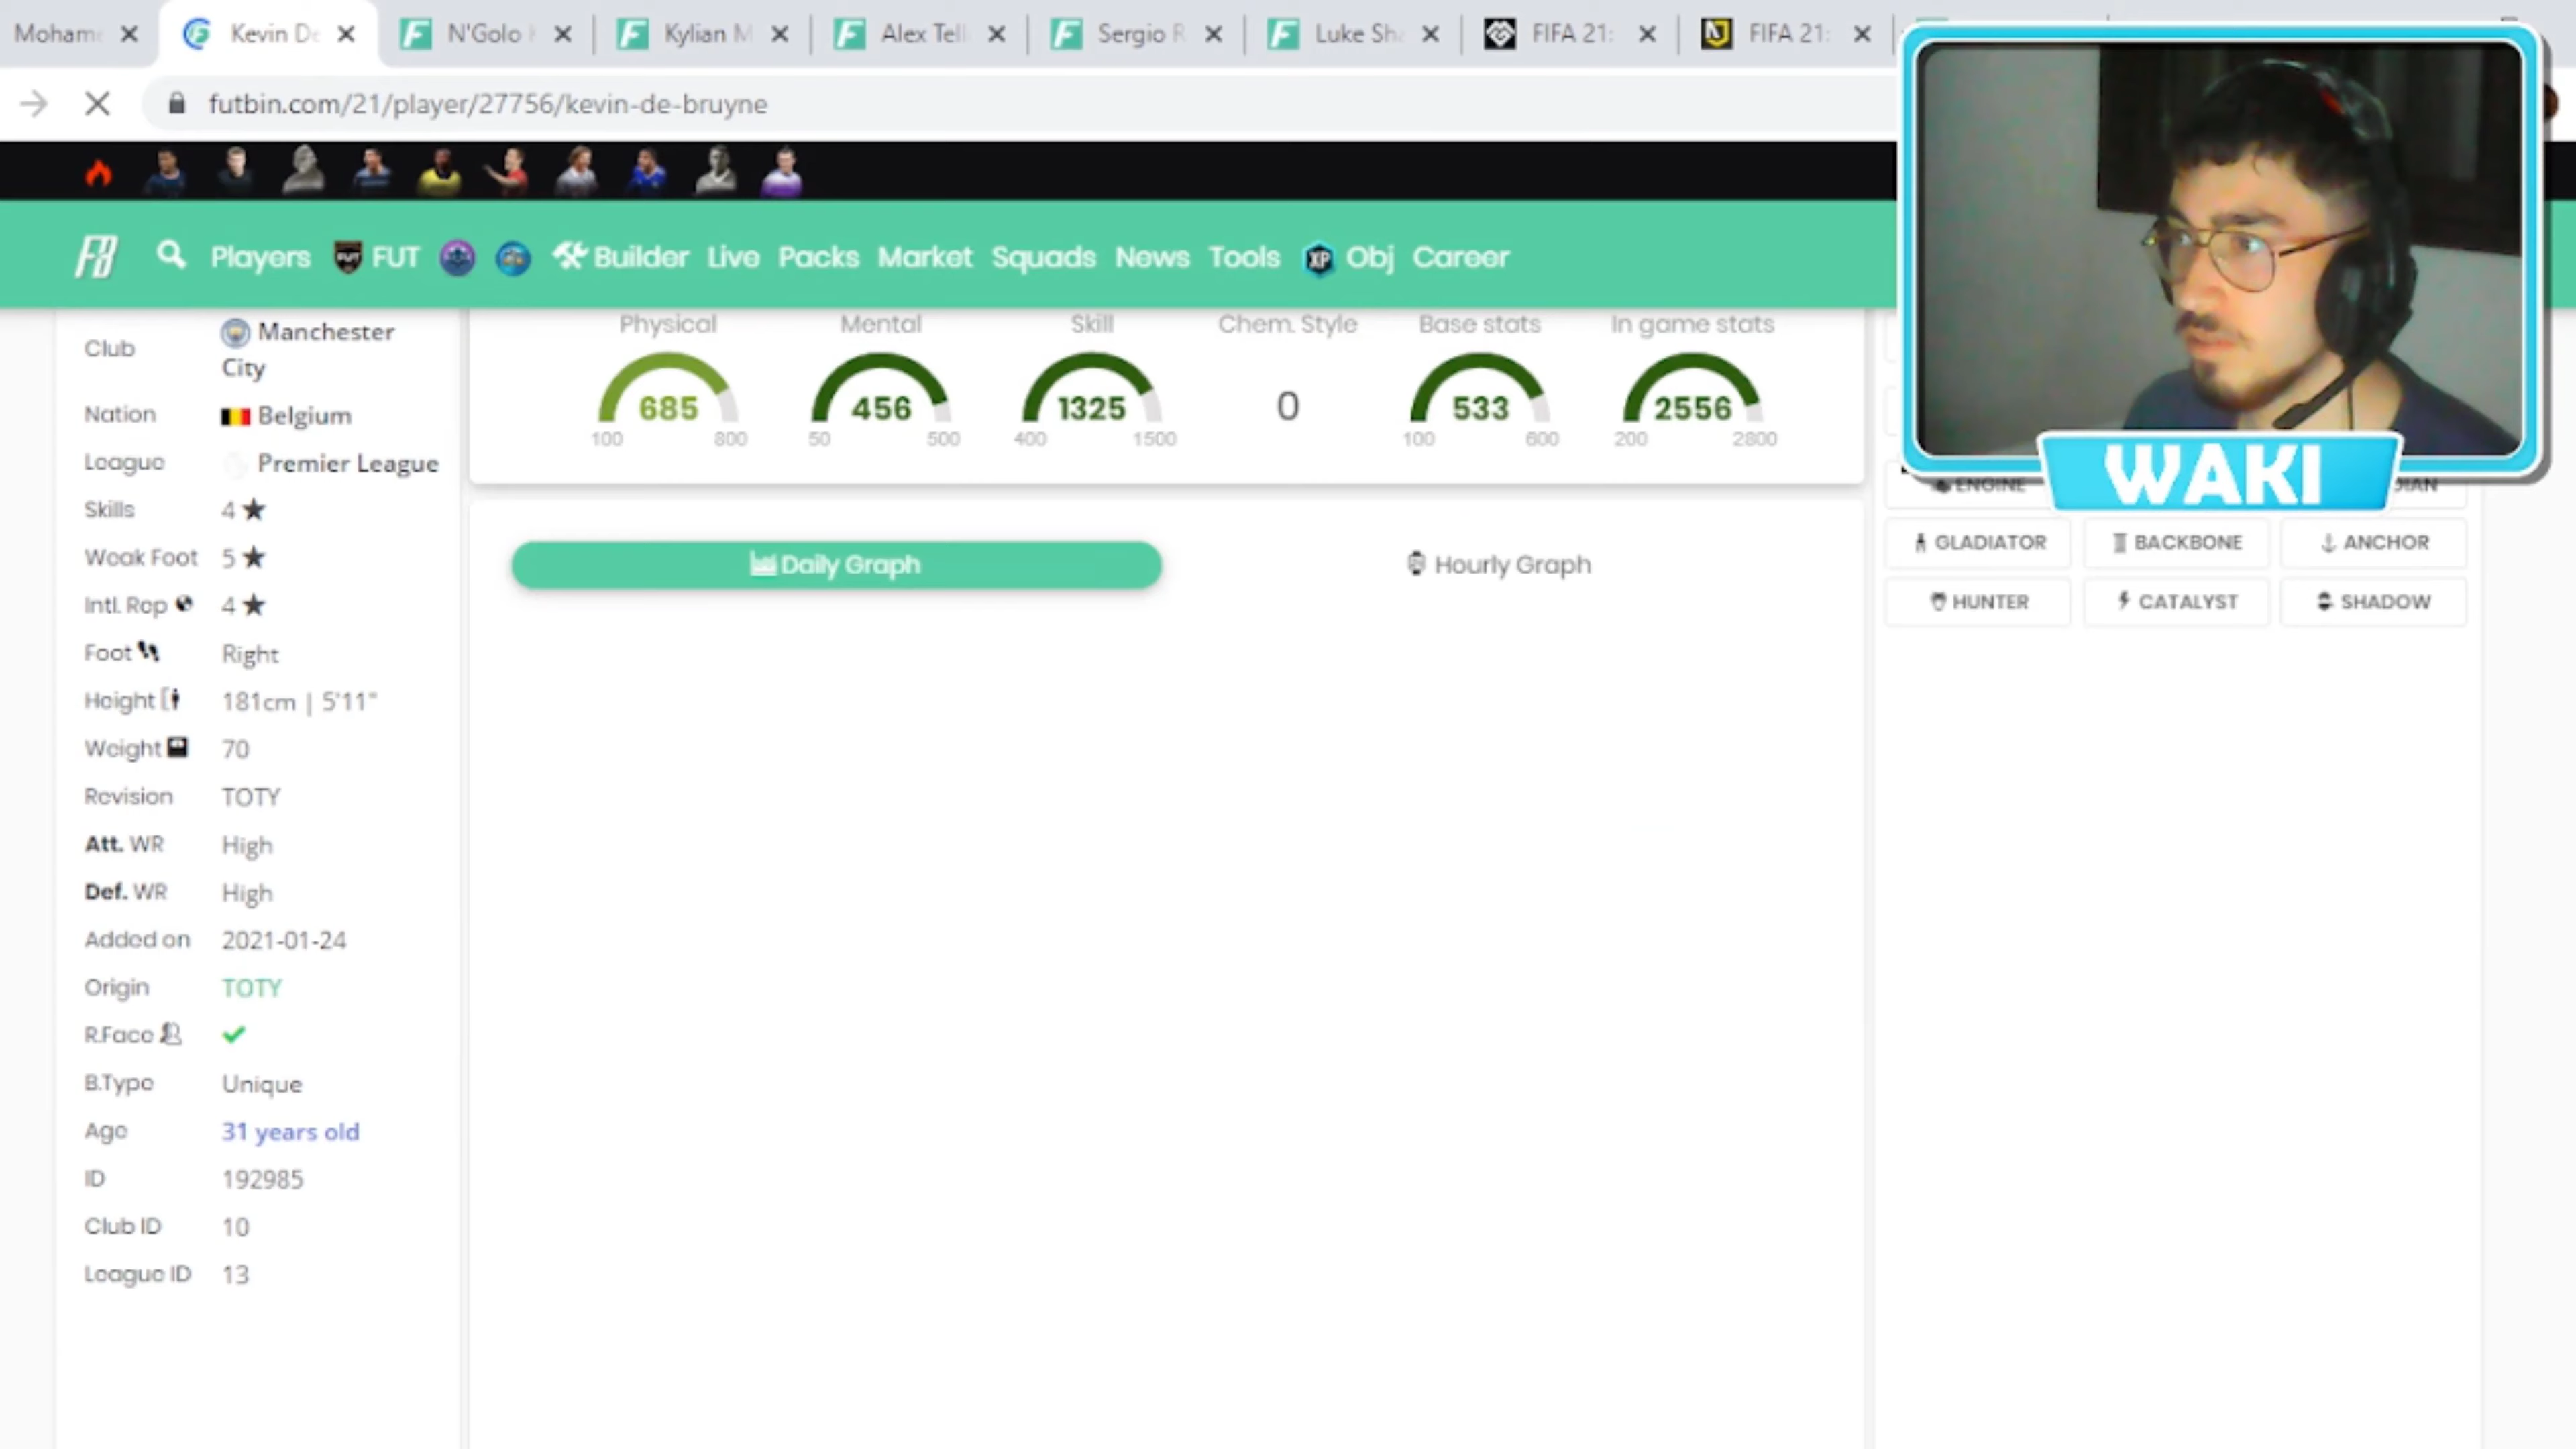 Mohame
Kevin De
N'Golo
Kylian M
Alex Tell
Sergio R
Luke Sha
FIFA 21:
FIFA 21:
futbin.com/21/player/27756/kevin-de-bruyne
Players FUT Builder Live Packs Market Squads News Tools XP Obj Career
Club Manchester City
Nation Belgium
League Premier League
Skills 4
Weak Foot 5
Intl. Rep 4
Foot Right
Height 181cm | 5'11"
Weight 70
Revision TOTY
Att. WR High
Def. WR High
Added on 2021-01-24
Origin TOTY
R.Face
B.Type Unique
Age 31 years old
ID 192985
Club ID 10
League ID 13
Physical Mental Skill Chem. Style Base stats In game stats
685 456 1325 0 533 2556
100 800 50 500 400 1500 100 600 200 2800
Daily Graph Hourly Graph
WAKI
ENGINE
GLADIATOR BACKBONE ANCHOR
HUNTER CATALYST SHADOW